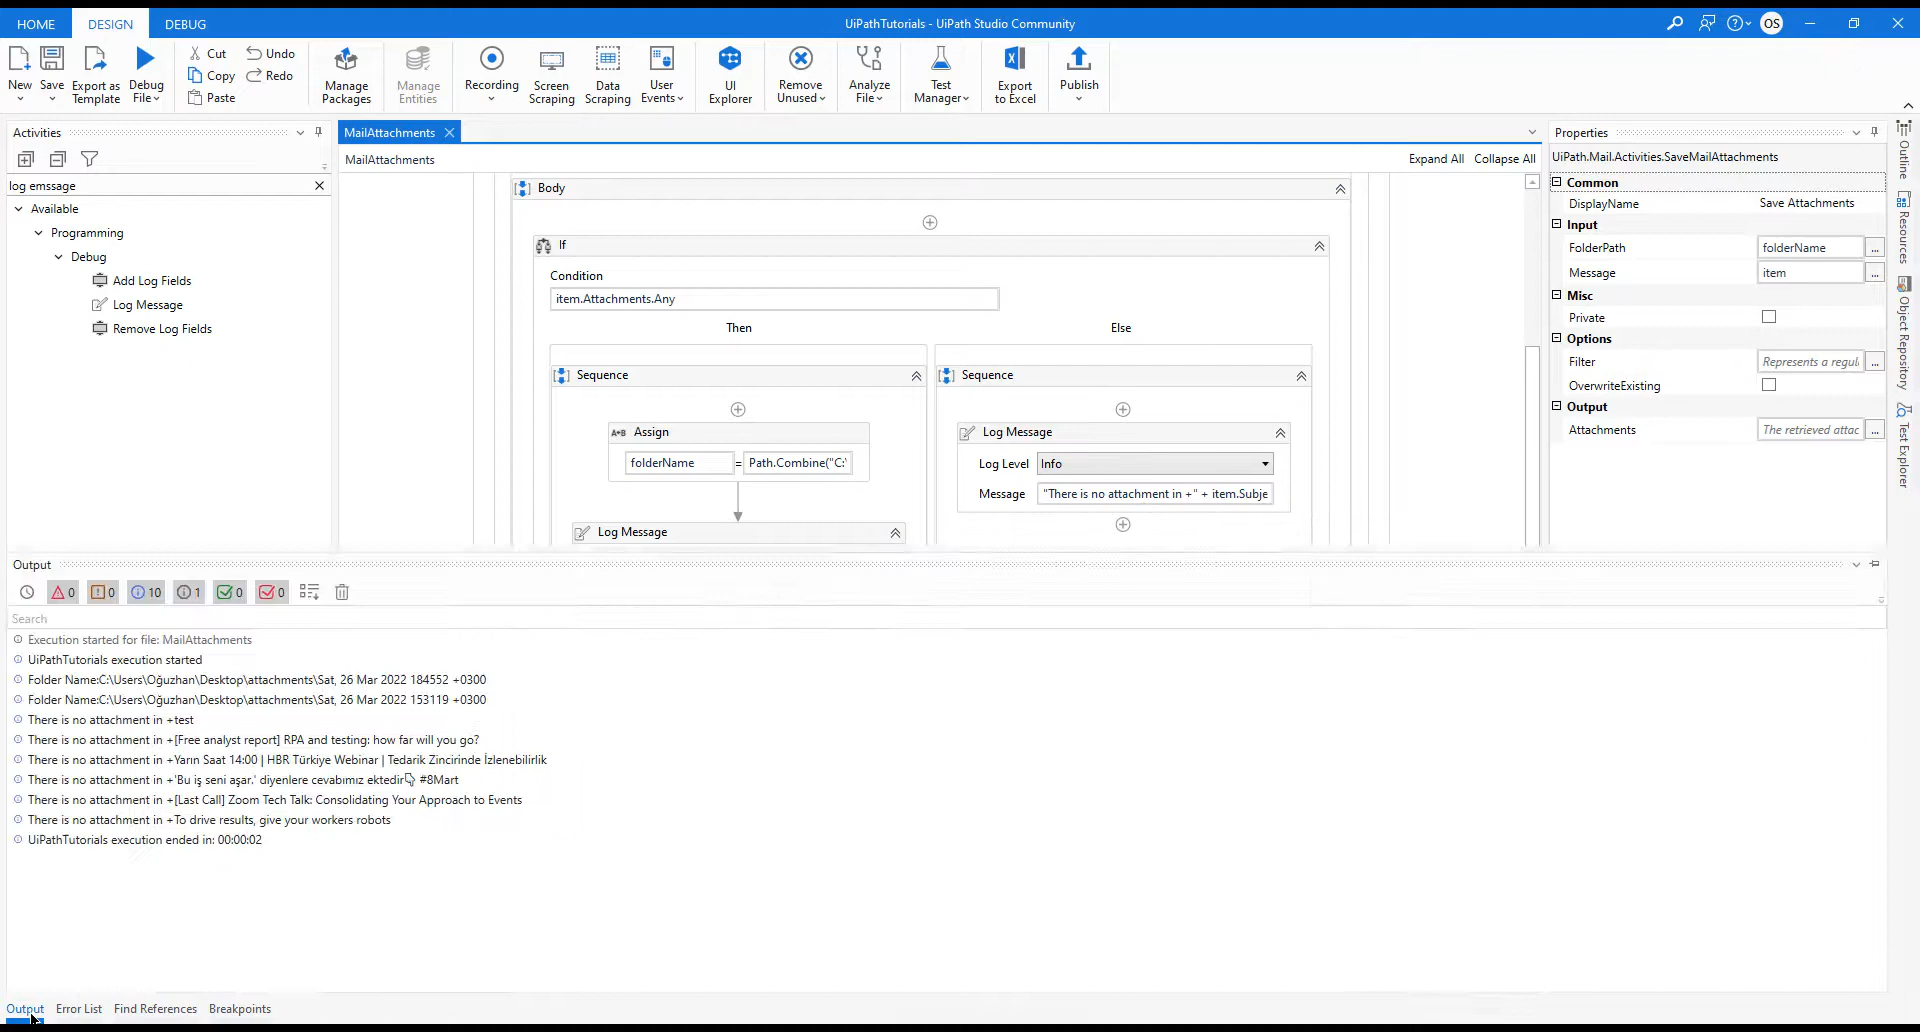 HOME DESIGN DEBUG UiPathTutorials - UiPath Studio Community OS
New Save Export as Template Debug File Cut Copy Paste Undo Redo Manage Packages Manage Entities Recording Screen Scraping Data Scraping User Events UI Explorer Remove Unused Analyze File Test Manager Export to Excel Publish
Activities
log emssage
Available
Programming
Debug
Add Log Fields
Log Message
Remove Log Fields
MailAttachments
MailAttachments Expand All Collapse All
Body
If
Condition
item.Attachments.Any
Then Else
Sequence Sequence
Assign Log Message
folderName = Path.Combine("C:\ Log Level Info
Message "There is no attachment in +" + item.Subje
Log Message
Properties
UiPath.Mail.Activities.SaveMailAttachments
Common
DisplayName Save Attachments
Input
FolderPath folderName ...
Message item ...
Misc
Private
Options
Filter Represents a regul ...
OverwriteExisting
Output
Attachments The retrieved attac ...
Outline
Resources
Object Repository
Test Explorer
Output
0 0 10 1 0 0
Search
Execution started for file: MailAttachments
UiPathTutorials execution started
Folder Name:C:\Users\Oğuzhan\Desktop\attachments\Sat, 26 Mar 2022 184552 +0300
Folder Name:C:\Users\Oğuzhan\Desktop\attachments\Sat, 26 Mar 2022 153119 +0300
There is no attachment in +test
There is no attachment in +[Free analyst report] RPA and testing: how far will you go?
There is no attachment in +Yarın Saat 14:00 | HBR Türkiye Webinar | Tedarik Zincirinde İzlenebilirlik
There is no attachment in +'Bu iş seni aşar.' diyenlere cevabımız ektedir #8Mart
There is no attachment in +[Last Call] Zoom Tech Talk: Consolidating Your Approach to Events
There is no attachment in +To drive results, give your workers robots
UiPathTutorials execution ended in: 00:00:02
Output Error List Find References Breakpoints